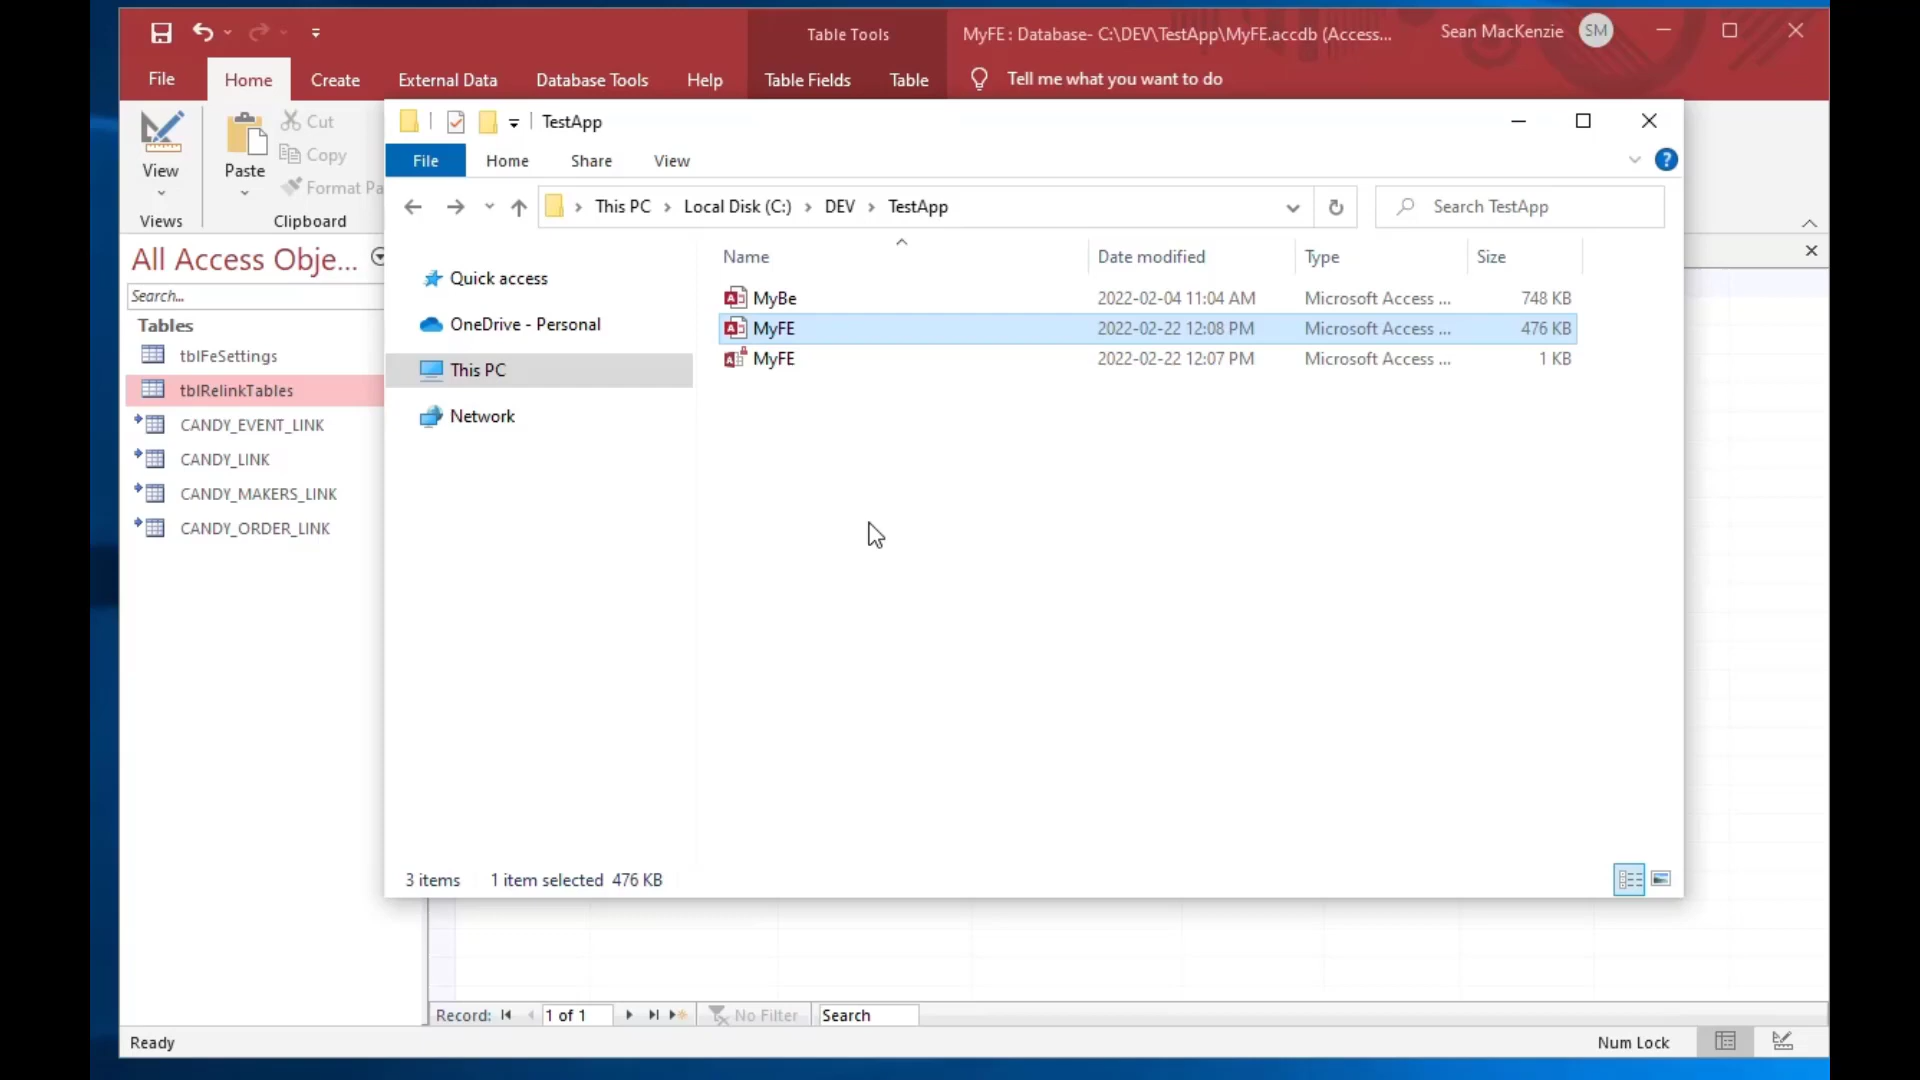 Table Tools
MyFE : Database- C:\DEV\TestApp\MyFE.accdb (Access...
Sean MacKenzie
SM
File
Home
Create
External Data
Database Tools
Help
Table Fields
Table
Tell me what you want to do
View
Views
Paste
Cut
Copy
Format Pa
Clipboard
All Access Obje...
Search...
Tables
tblFeSettings
tblRelinkTables
CANDY_EVENT_LINK
CANDY_LINK
CANDY_MAKERS_LINK
CANDY_ORDER_LINK
TestApp
File
Home
Share
View
This PC
Local Disk (C:)
DEV
TestApp
Search TestApp
Quick access
OneDrive - Personal
This PC
Network
Name Date modified Type Size
MyBe 2022-02-04 11:04 AM Microsoft Access ... 748 KB
MyFE 2022-02-22 12:08 PM Microsoft Access ... 476 KB
MyFE 2022-02-22 12:07 PM Microsoft Access ... 1 KB
3 items 1 item selected 476 KB
Record: 1 of 1 No Filter Search
Ready
Num Lock